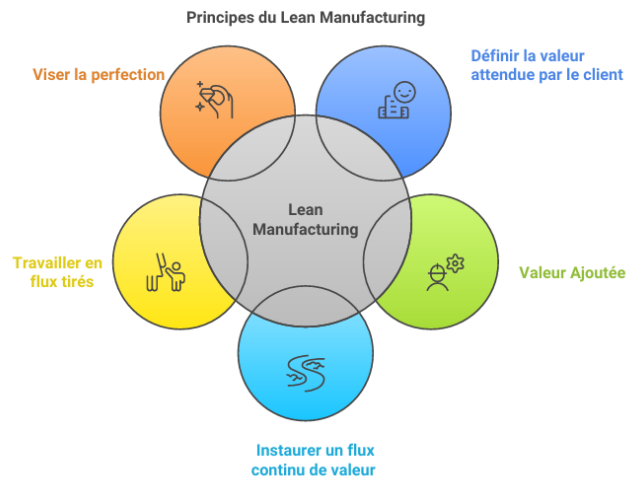 Principes du Lean Manufacturing
Viser la perfection
Définir la valeur
attendue par le client
Lean
Manufacturing
Travailler en
flux tirés
Valeur Ajoutée
Instaurer un flux
continu de valeur